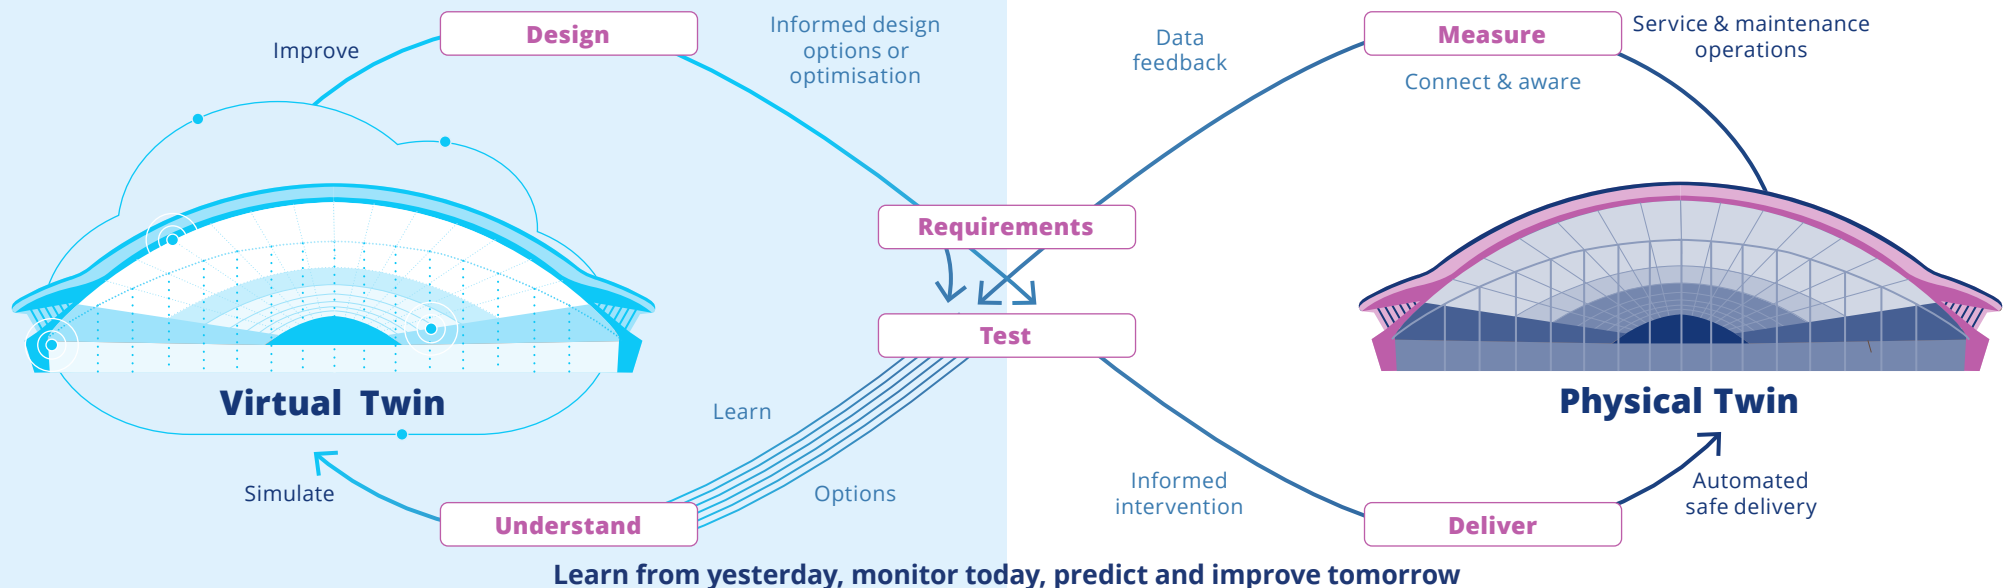 Improve
Design
Informed design
options or
optimisation
Data
feedback
Measure
Connect & aware
Service & maintenance
operations
Requirements
Test
Virtual Twin
Physical Twin
Learn
Options
Simulate
Understand
Informed
intervention
Deliver
Automated
safe delivery
Learn from yesterday, monitor today, predict and improve tomorrow